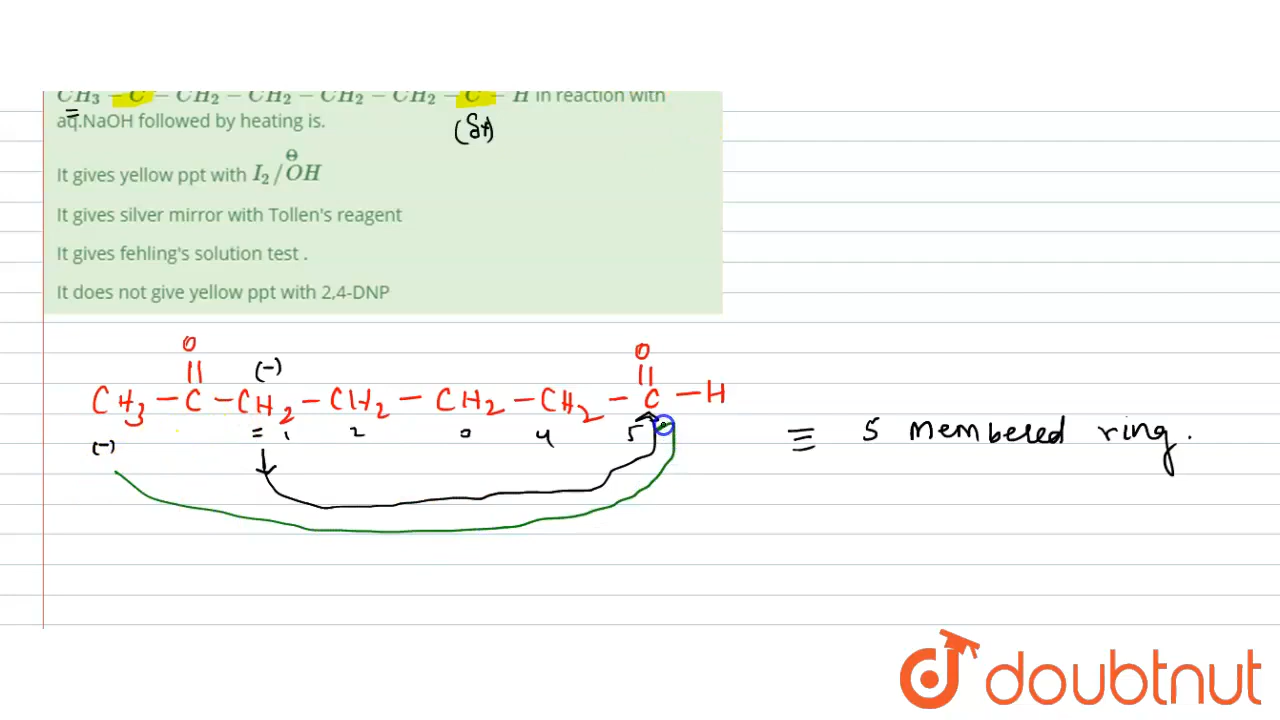 CH3 − C − CH2 − CH2 − CH2 − CH2 − C − H in reaction with
aq.NaOH followed by heating is.
(δ+)
It gives yellow ppt with I2 / Θ OH
It gives silver mirror with Tollen's reagent
It gives fehling's solution test .
It does not give yellow ppt with 2,4-DNP
O O
(-)
CH3 - C - CH2 - CH2 - CH2 - CH2 - C - H
(-) = 1 2 4 5
≡ 5 membered ring.
doubtnut